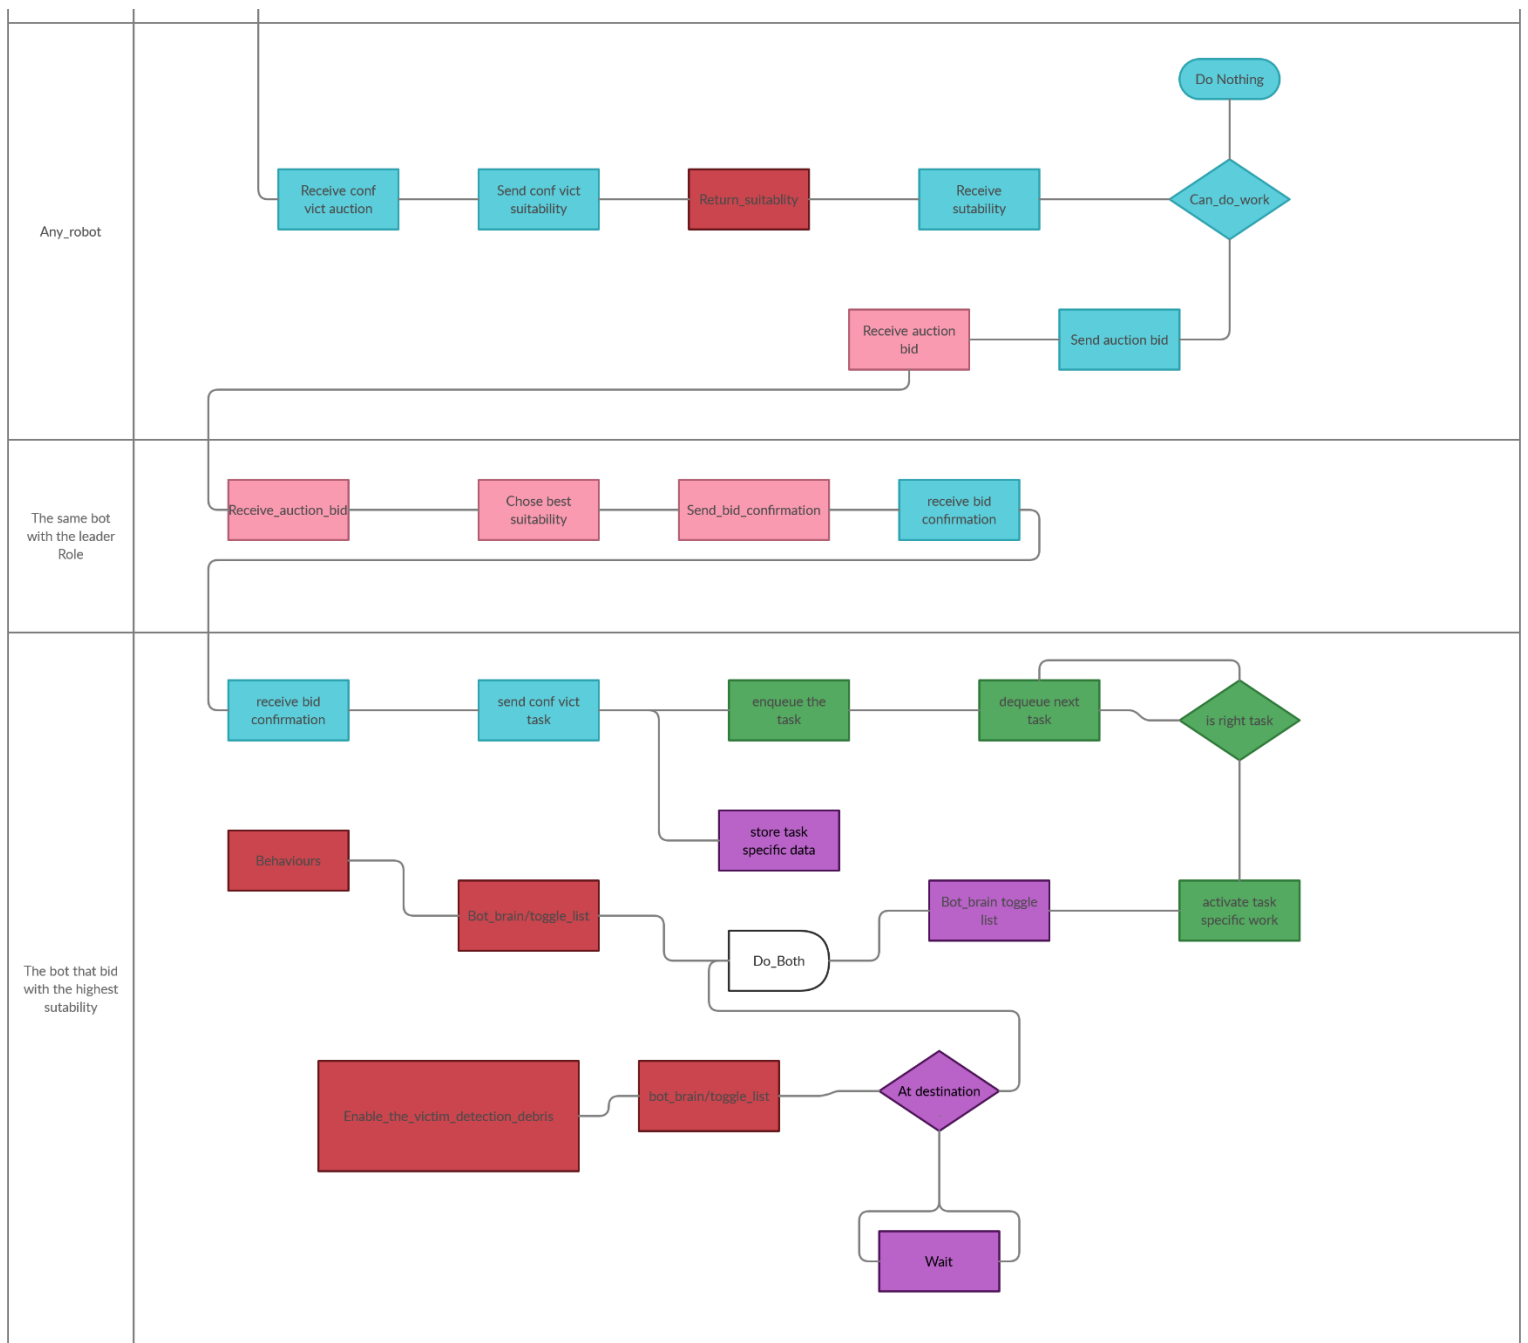 Do Nothing
Any_robot
Receive conf
vict auction
Send conf vict
suitability
Return_suitablity
Receive
sutability
Can_do_work
Receive auction
bid
Send auction bid
The same bot
with the leader
Role
Receive_auction_bid
Chose best
suitability
Send_bid_confirmation
receive bid
confirmation
The bot that bid
with the highest
sutability
receive bid
confirmation
send conf vict
task
enqueue the
task
dequeue next
task
is right task
store task
specific data
Behaviours
Bot_brain/toggle_list
Do_Both
Bot_brain toggle
list
activate task
specific work
Enable_the_victim_detection_debris
bot_brain/toggle_list
At destination
Wait